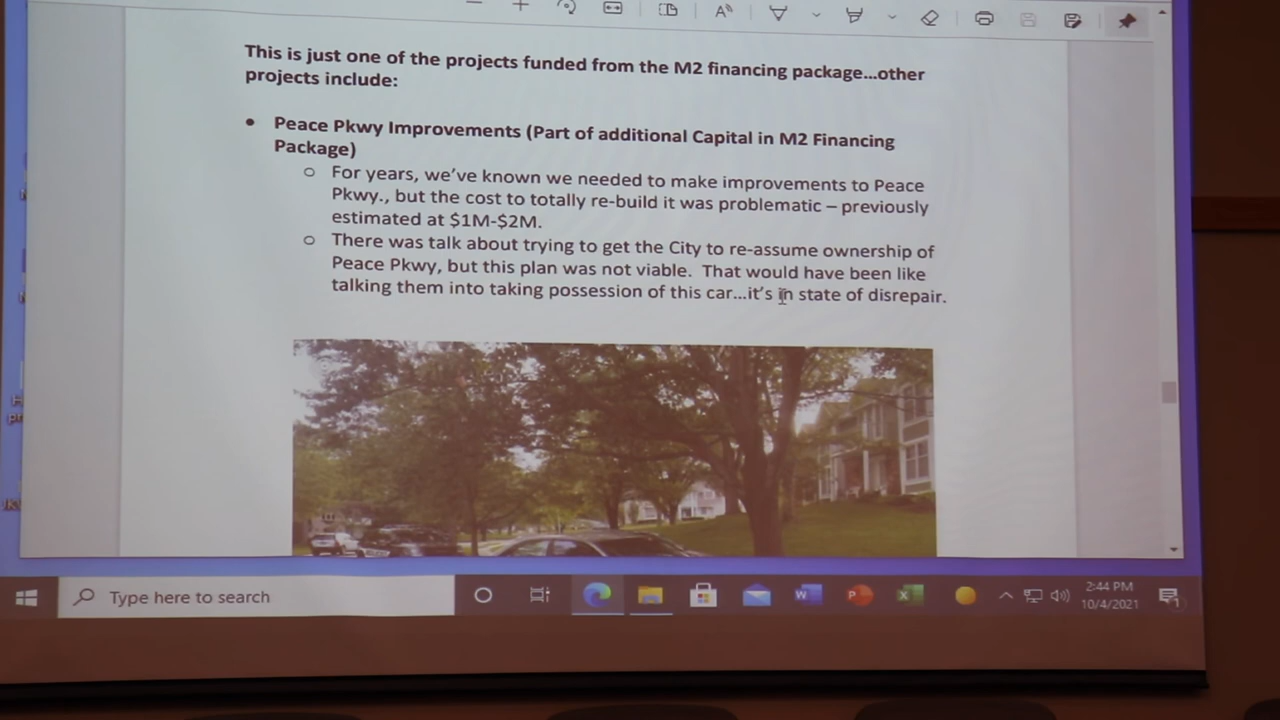 This is just one of the projects funded from the M2 financing package...other
projects include:
• Peace Pkwy Improvements (Part of additional Capital in M2 Financing
Package)
o For years, we've known we needed to make improvements to Peace
Pkwy., but the cost to totally re-build it was problematic – previously
estimated at $1M-$2M.
o There was talk about trying to get the City to re-assume ownership of
Peace Pkwy, but this plan was not viable.  That would have been like
talking them into taking possession of this car...it's in state of disrepair.
Type here to search
2:44 PM
10/4/2021